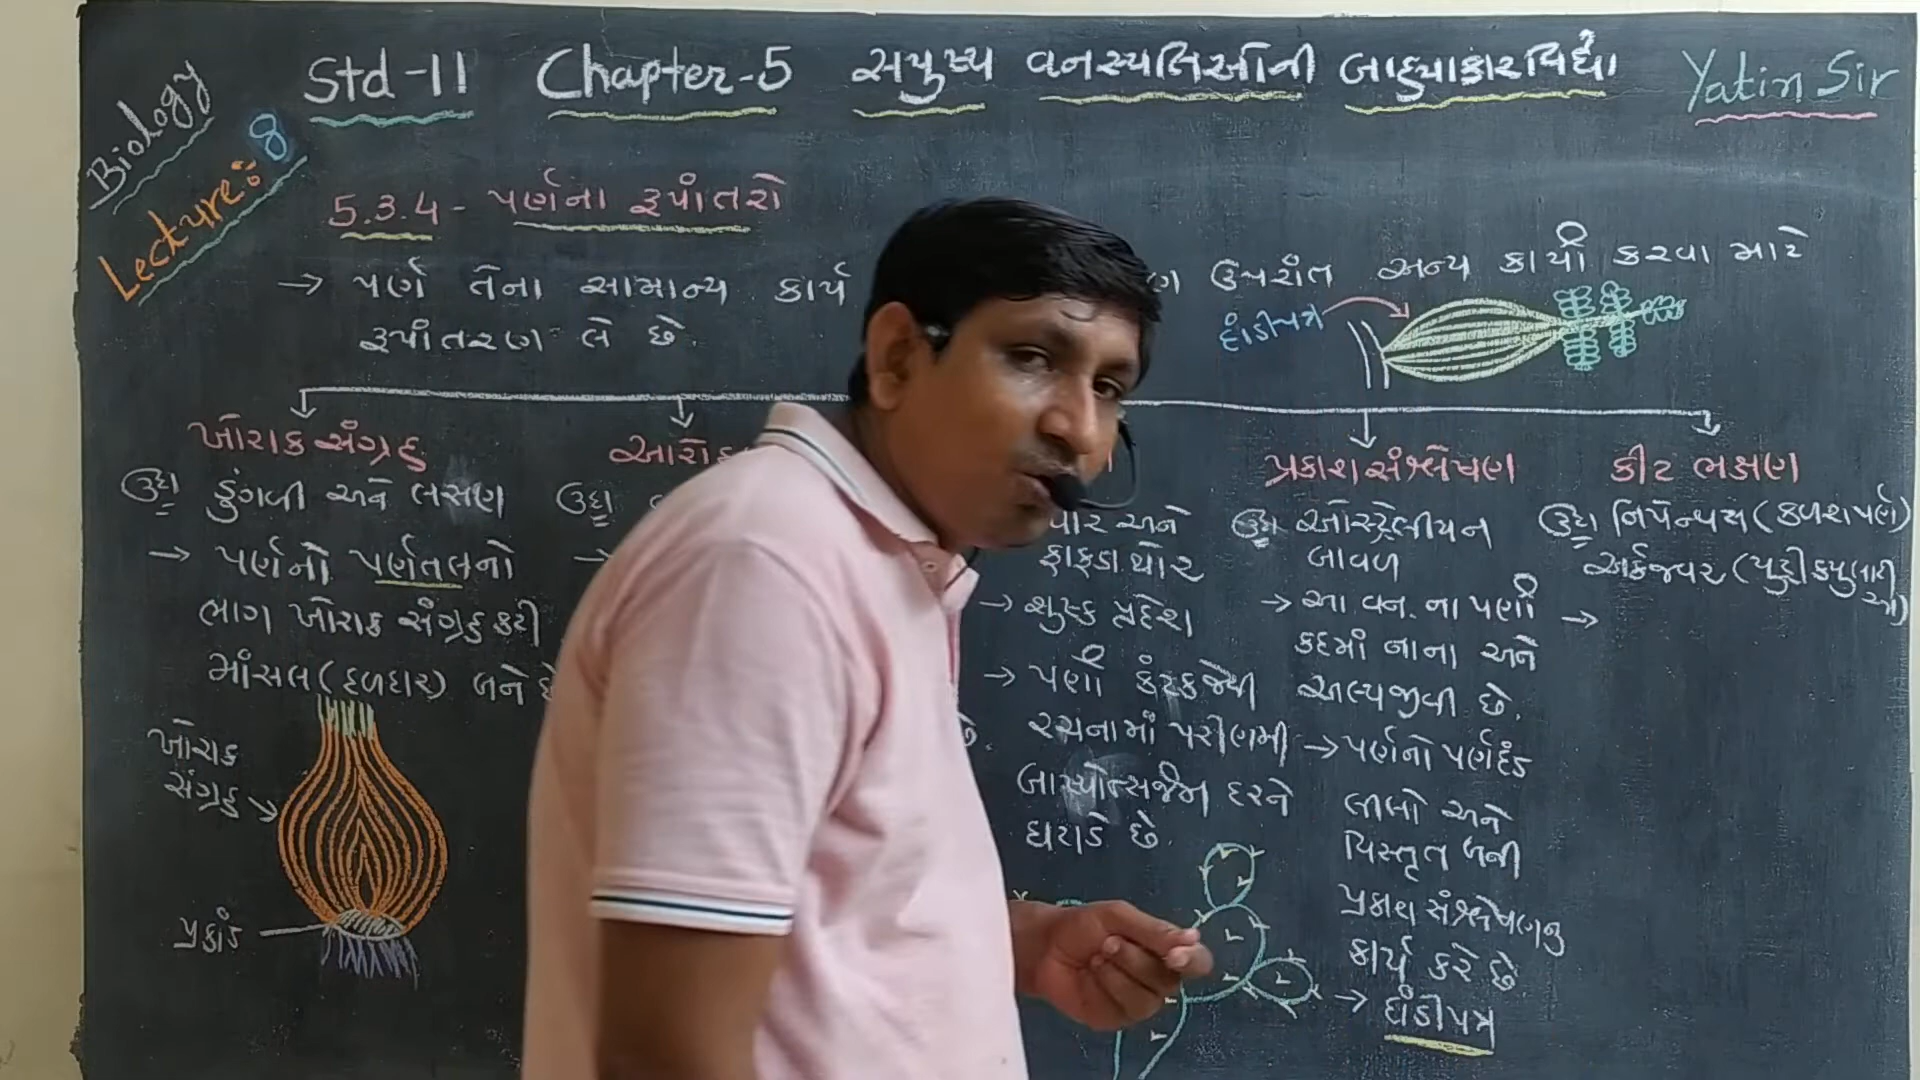 Biology
Lecture: 8
Std-11 Chapter-5 સપુષ્પ વનસ્પતિઓની બાહ્યાકારવિદ્યા
Yatin Sir
5.3.4 - પર્ણના રૂપાંતરો
→ પર્ણ તેના સામાન્ય કાર્ય
ઉપરાંત અન્ય કાર્યો કરવા માટે
રૂપાંતરણ લે છે.
દાંડીપત્ર
ખોરાક સંગ્રહ
ઉદા ડુંગળી અને લસણ
→ પર્ણનો પર્ણતલનો
ભાગ ખોરાક સંગ્રહ કરી
માંસલ (દળદાર) બને છે
ખોરાક
સંગ્રહ
પ્રકાંડ
ઉદા
અને
ફાફડાથોર
→ શુષ્ક પ્રદેશ
→ પર્ણો કંટક જેવી
રચનામાં પરીણમી
બાષ્પોત્સર્જન દરને
ઘટાડે છે.
પ્રકાશસંશ્લેષણ
ઉદા ઓસ્ટ્રેલીયન
બાવળ
→ આ વન. ના પર્ણો
કદમાં નાના અને
અલ્પજીવી છે.
→ પર્ણનો પર્ણદંડ
લીલો અને
વિસ્તૃત બની
પ્રકાશ સંશ્લેષણનુ
કાર્ય કરે છે
→ દાંડીપત્ર
કીટ ભક્ષણ
ઉદા નિપેન્થસ (કળશપર્ણ)
અર્કજવર (યુટ્રીક્યુલારી
આ)
→